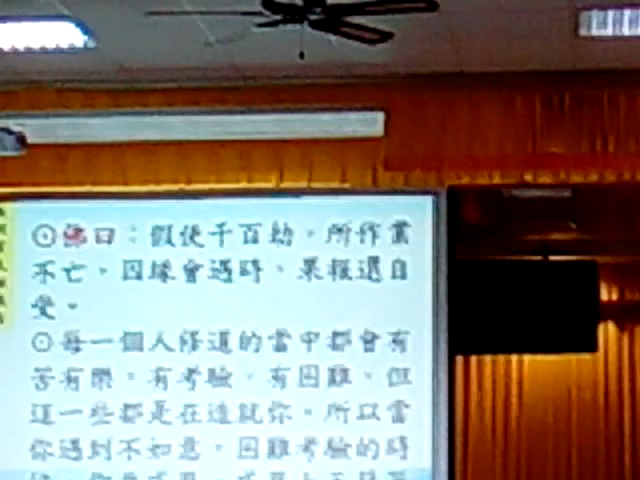 ⊙佛曰：假使千百劫，所作業
不亡，因緣會遇時，果報還自
受。
⊙每一個人修道的當中都會有
苦有樂，有考驗，有困難，但
這一些都是在造就你。所以當
你遇到不如意，困難考驗的時